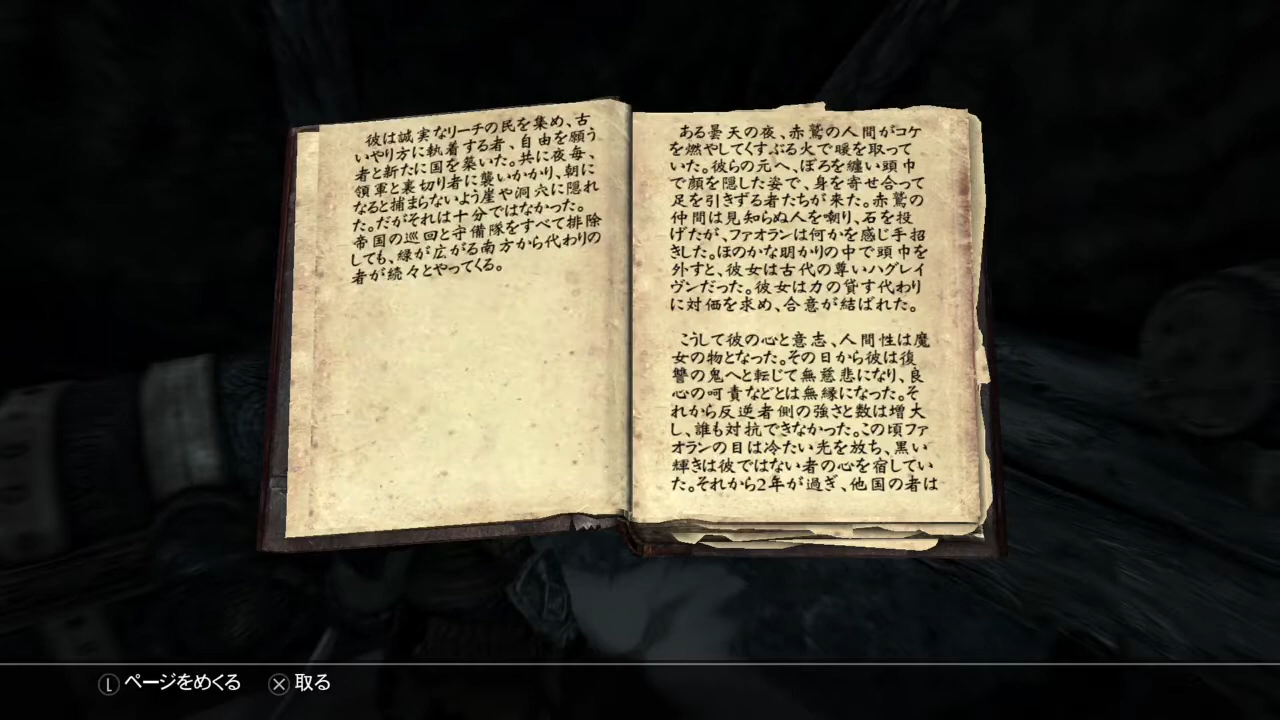 彼は誠実なリーチの民を集め、古
いやり方に執着する者、自由を願う
者と新たに国を築いた。共に夜毎、
領軍と裏切り者に襲いかかり、朝に
なると捕まらないよう崖や洞穴に隠れ
た。だがそれは十分ではなかった。
帝国の巡回と守備隊をすべて排除
しても、緑が広がる南方から代わりの
者が続々とやってくる。
ある曇天の夜、赤鷲の人間がコケ
を燃やしてくすぶる火で暖を取って
いた。彼らの元へ、ぼろを纏い頭巾
で顔を隠した姿で、身を寄せ合って
足を引きずる者たちが来た。赤鷲の
仲間は見知らぬ人を嘲り、石を投
げたが、ファオランは何かを感じ手招
きした。ほのかな明かりの中で頭巾を
外すと、彼女は古代の尊いハグレイ
ヴンだった。彼女は力の貸す代わり
に対価を求め、合意が結ばれた。
こうして彼の心と意志、人間性は魔
女の物となった。その日から彼は復
讐の鬼へと転じて無慈悲になり、良
心の呵責などとは無縁になった。そ
れから反逆者側の強さと数は増大
し、誰も対抗できなかった。この頃ファ
オランの目は冷たい光を放ち、黒い
輝きは彼ではない者の心を宿してい
た。それから2年が過ぎ、他国の者は
L ページをめくる X 取る